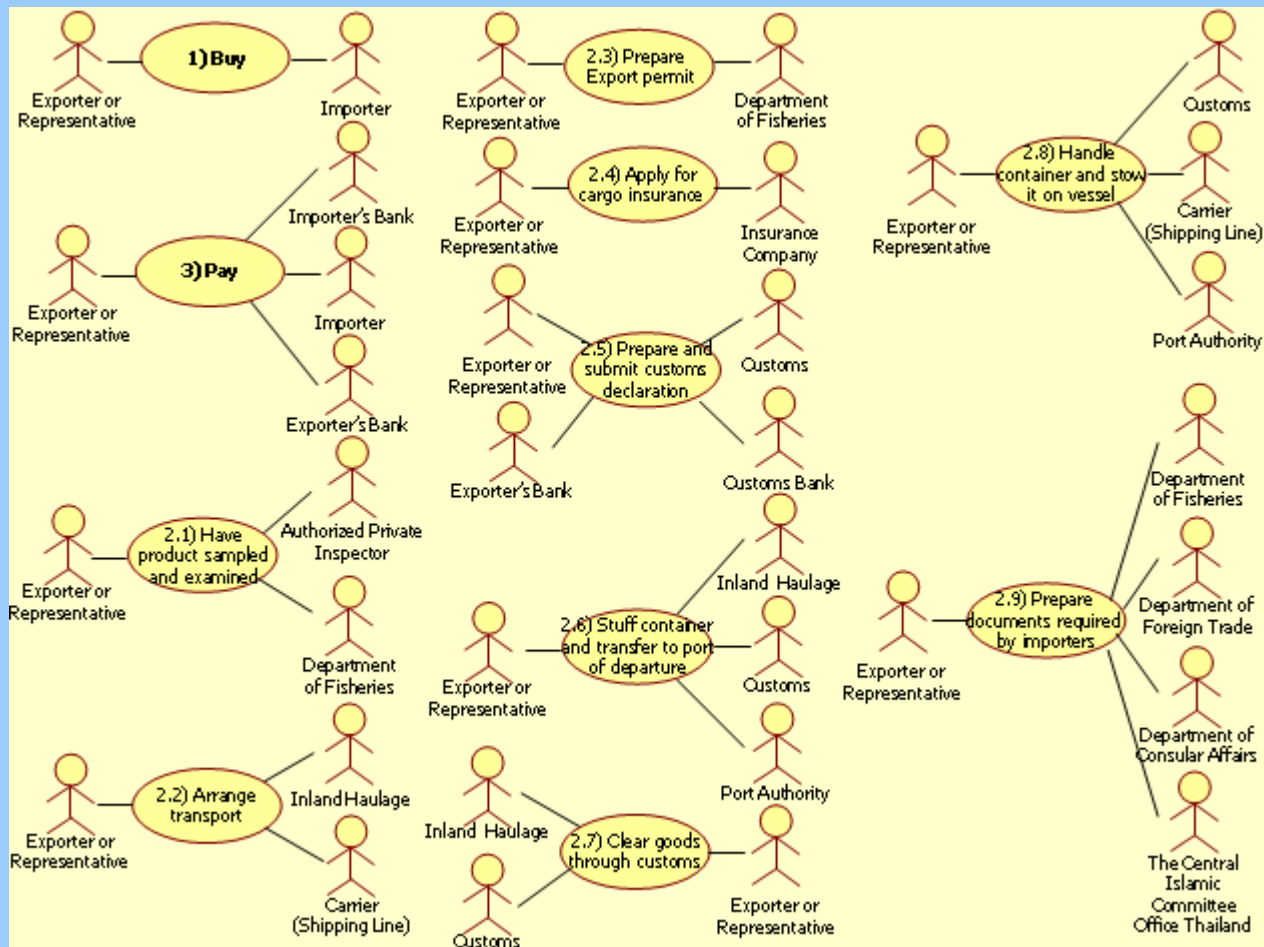 1) Buy
Exporter or
Representative
Importer
Importer's Bank
3) Pay
Exporter or
Representative
Importer
Exporter's Bank
2.1) Have
product sampled
and examined
Authorized Private
Inspector
Exporter or
Representative
Department
of Fisheries
2.2) Arrange
transport
Inland Haulage
Exporter or
Representative
Carrier
(Shipping Line)
2.3) Prepare
Export permit
Exporter or
Representative
Department
of Fisheries
2.4) Apply for
cargo insurance
Exporter or
Representative
Insurance
Company
2.5) Prepare and
submit customs
declaration
Exporter or
Representative
Customs
Exporter's Bank
Customs Bank
Inland Haulage
2.6) Stuff container
and transfer to port
of departure
Exporter or
Representative
Customs
Port Authority
Inland Haulage
2.7) Clear goods
through customs
Exporter or
Representative
Customs
Customs
2.8) Handle
container and stow
it on vessel
Exporter or
Representative
Carrier
(Shipping Line)
Port Authority
Department
of Fisheries
2.9) Prepare
documents required
by importers
Exporter or
Representative
Department of
Foreign Trade
Department of
Consular Affairs
The Central
Islamic
Committee
Office Thailand